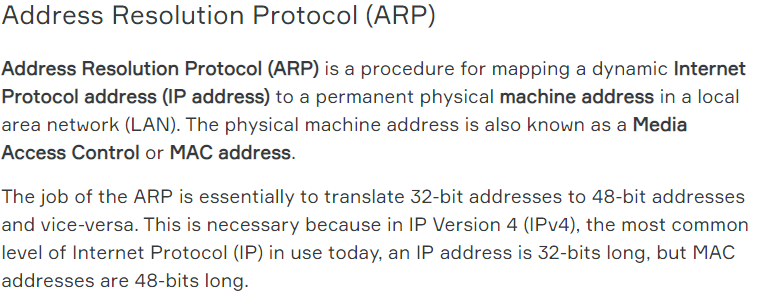 Address Resolution Protocol (ARP)
Address Resolution Protocol (ARP) is a procedure for mapping a dynamic Internet
Protocol address (IP address) to a permanent physical machine address in a local
area network (LAN). The physical machine address is also known as a Media
Access Control or MAC address.
The job of the ARP is essentially to translate 32-bit addresses to 48-bit addresses
and vice-versa. This is necessary because in IP Version 4 (IPv4), the most common
level of Internet Protocol (IP) in use today, an IP address is 32-bits long, but MAC
addresses are 48-bits long.